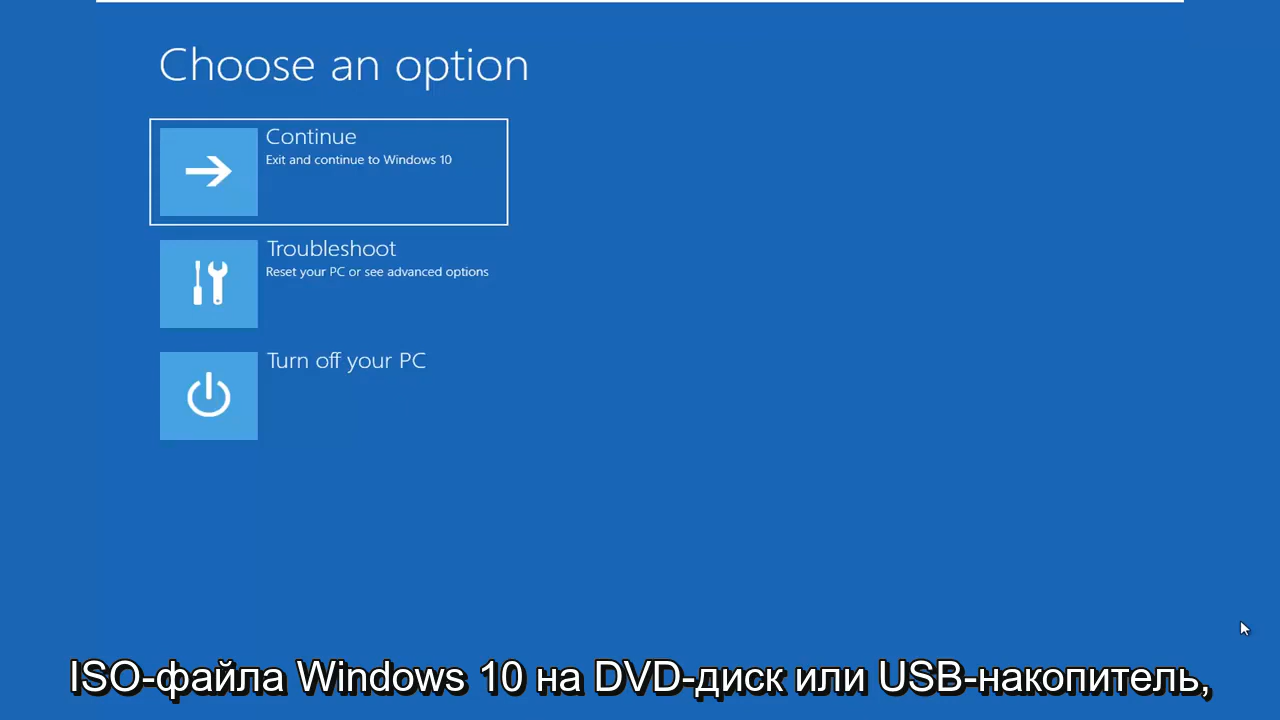 Choose an option
Continue
Exit and continue to Windows 10
Troubleshoot
Reset your PC or see advanced options
Turn off your PC
ISO-файла Windows 10 на DVD-диск или USB-накопитель,